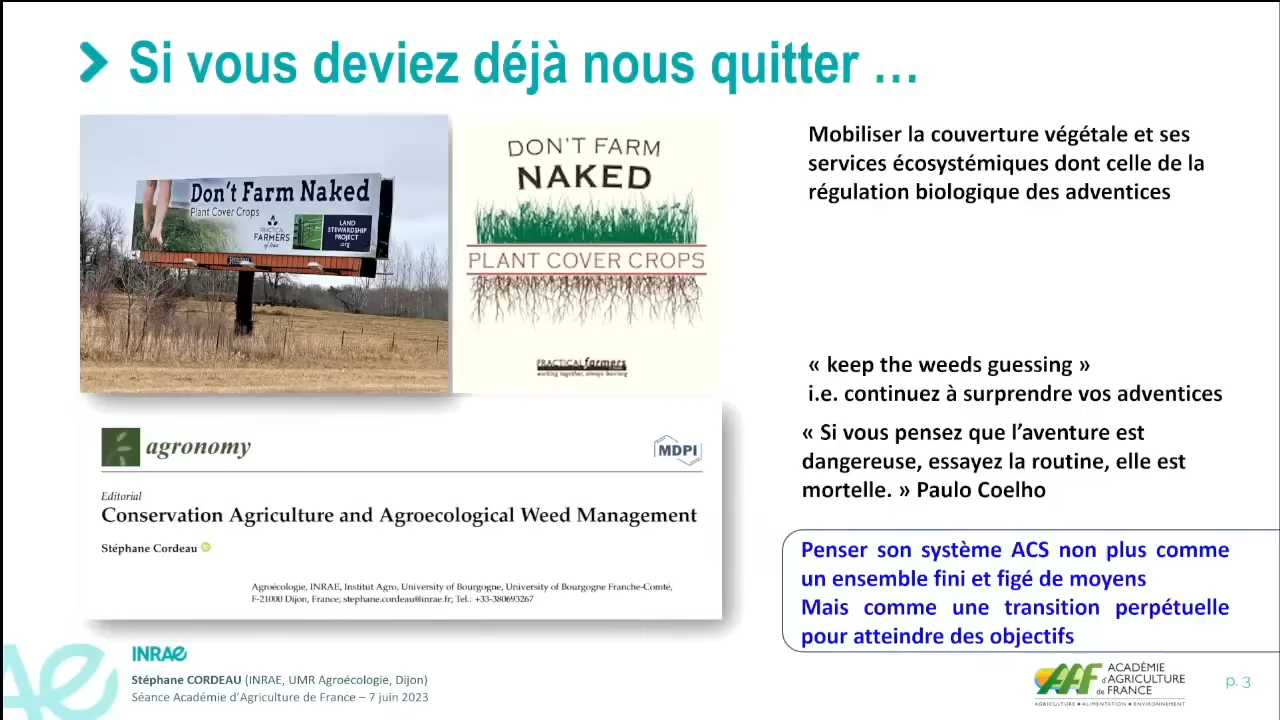 Si vous deviez déjà nous quitter …
Don't Farm Naked
Plant Cover Crops
PRACTICAL
FARMERS
of Iowa
LAND
STEWARDSHIP
PROJECT
.org
DON'T FARM
NAKED
PLANT COVER CROPS
PRACTICAL farmers
working together, always learning
Mobiliser la couverture végétale et ses
services écosystémiques dont celle de la
régulation biologique des adventices
« keep the weeds guessing »
i.e. continuez à surprendre vos adventices
« Si vous pensez que l'aventure est
dangereuse, essayez la routine, elle est
mortelle. » Paulo Coelho
agronomy
MDPI
Editorial
Conservation Agriculture and Agroecological Weed Management
Stéphane Cordeau
Agroécologie, INRAE, Institut Agro, University of Bourgogne, University of Bourgogne Franche-Comté,
F-21000 Dijon, France; stephane.cordeau@inrae.fr; Tel.: +33-380693267
Penser son système ACS non plus comme
un ensemble fini et figé de moyens
Mais comme une transition perpétuelle
pour atteindre des objectifs
INRAE
Stéphane CORDEAU (INRAE, UMR Agroécologie, Dijon)
Séance Académie d'Agriculture de France – 7 juin 2023
AAF
ACADÉMIE
d'AGRICULTURE
de FRANCE
AGRICULTURE • ALIMENTATION • ENVIRONNEMENT
p. 3